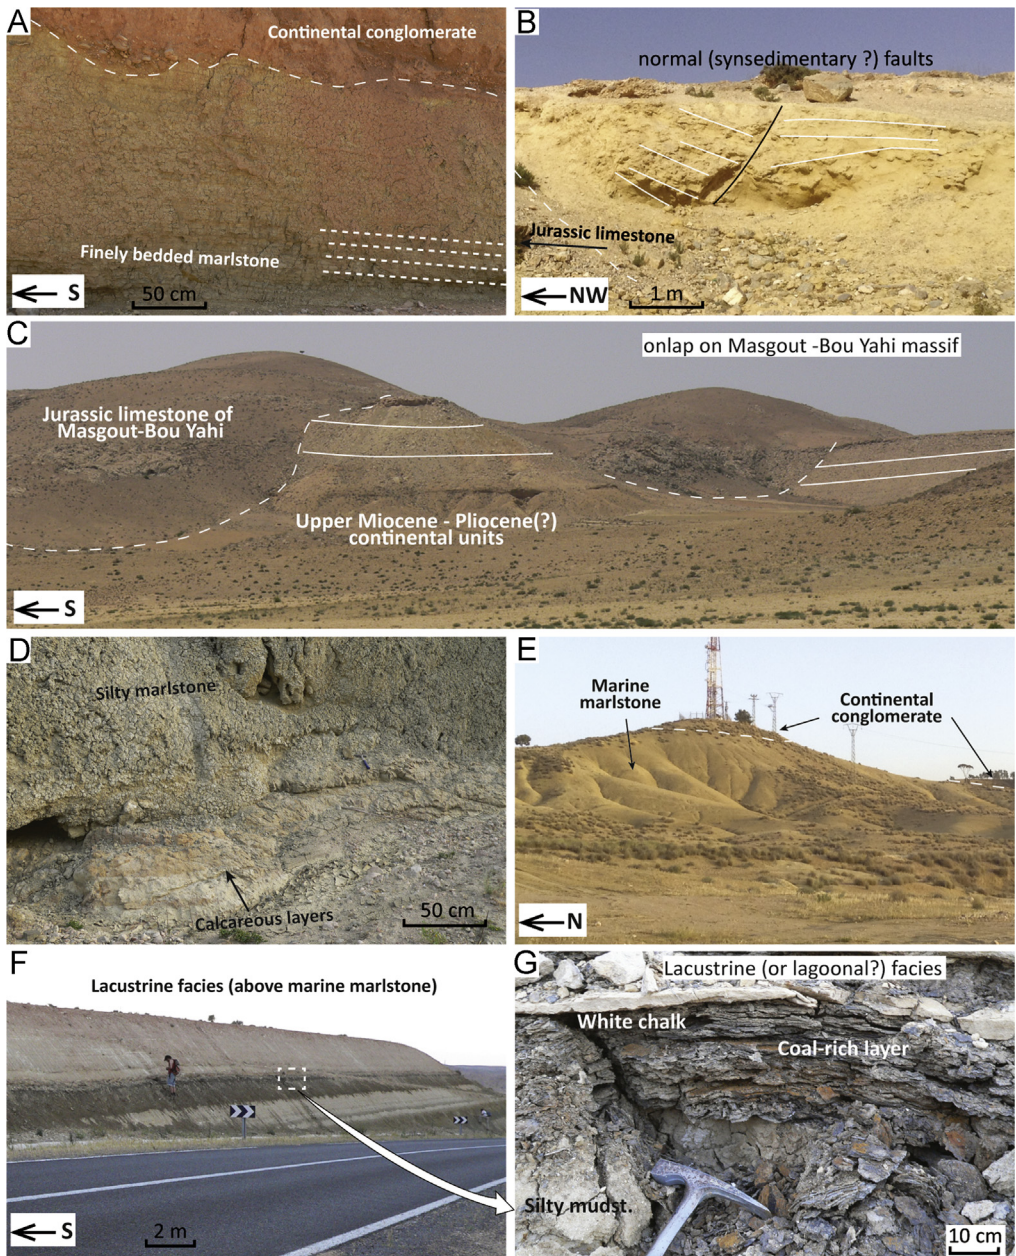 A
Continental conglomerate
Finely bedded marlstone
S
50 cm
B
normal (synsedimentary ?) faults
Jurassic limestone
NW
1 m
C
onlap on Masgout -Bou Yahi massif
Jurassic limestone of
Masgout-Bou Yahi
Upper Miocene - Pliocene(?)
continental units
S
D
Silty marlstone
Calcareous layers
50 cm
E
Marine
marlstone
Continental
conglomerate
N
F
Lacustrine facies (above marine marlstone)
S
2 m
G
Lacustrine (or lagoonal?) facies
White chalk
Coal-rich layer
Silty mudst.
10 cm